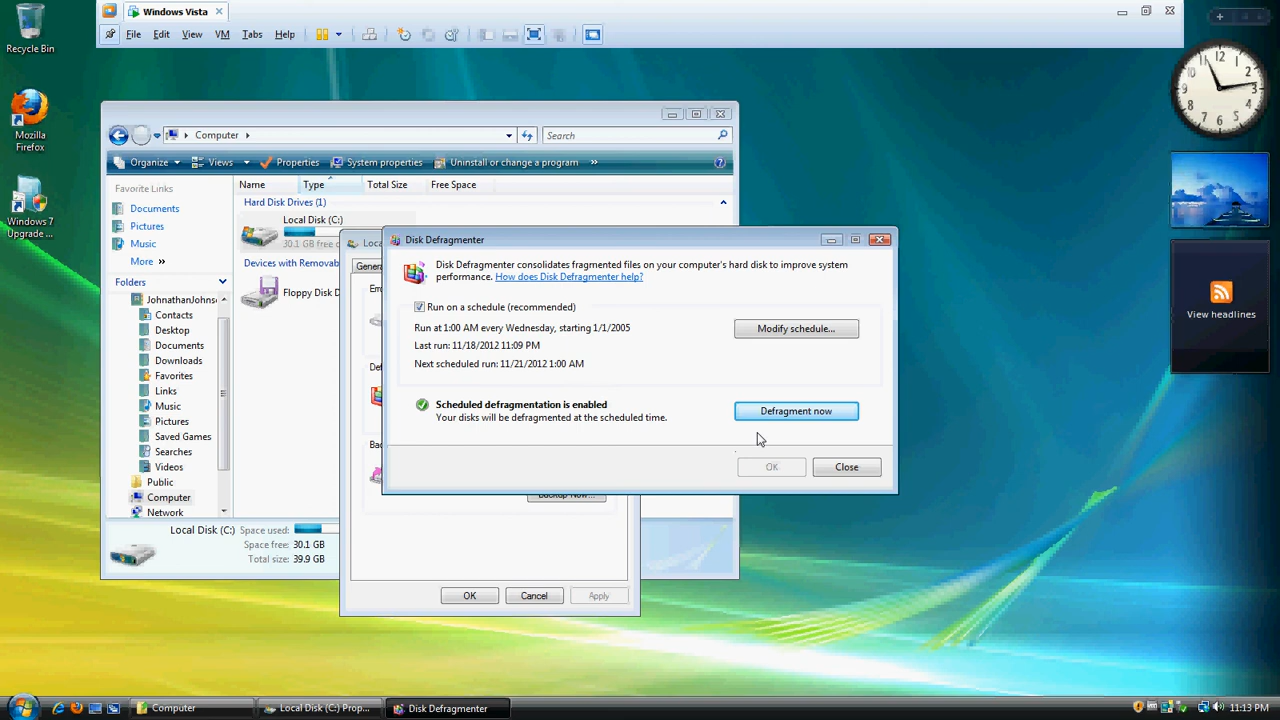 Windows Vista
File Edit View VM Tabs Help
Recycle Bin
Mozilla
Firefox
Windows 7
Upgrade ...
Computer
Search
Organize Views Properties System properties Uninstall or change a program »
Favorite Links
Documents
Pictures
Music
More »
Folders
JohnathanJohns
Contacts
Desktop
Documents
Downloads
Favorites
Links
Music
Pictures
Saved Games
Searches
Videos
Public
Computer
Network
Name Type Total Size Free Space
Hard Disk Drives (1)
Local Disk (C:)
30.1 GB free
Devices with Removab
Floppy Disk D
Local Disk (C:) Space used:
Space free: 30.1 GB
Total size: 39.9 GB
Loca
Genera
Backup Now...
OK Cancel Apply
Disk Defragmenter
Disk Defragmenter consolidates fragmented files on your computer's hard disk to improve system
performance. How does Disk Defragmenter help?
Run on a schedule (recommended)
Run at 1:00 AM every Wednesday, starting 1/1/2005
Modify schedule...
Last run: 11/18/2012 11:09 PM
Next scheduled run: 11/21/2012 1:00 AM
Scheduled defragmentation is enabled
Your disks will be defragmented at the scheduled time.
Defragment now
OK Close
12
2
3
6
9
10
View headlines
Computer
Local Disk (C:) Prop...
Disk Defragmenter
11:13 PM